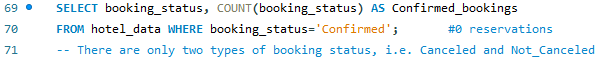 69 SELECT booking_status, COUNT(booking_status) AS Confirmed_bookings
70 FROM hotel_data WHERE booking_status='Confirmed'; #0 reservations
71 -- There are only two types of booking status, i.e. Canceled and Not_Canceled